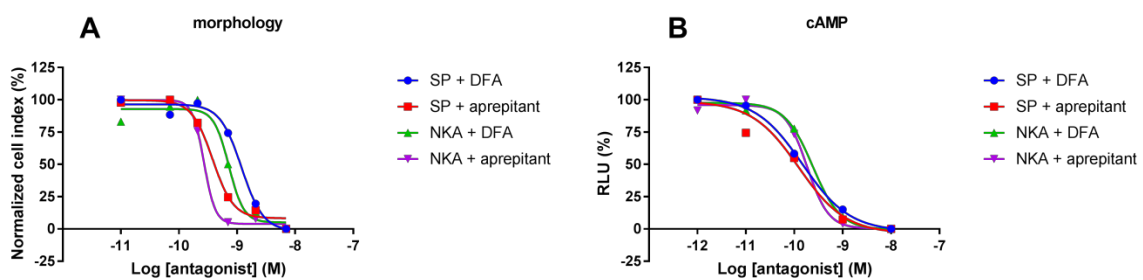 A
morphology
Normalized cell index (%)
125
100
75
50
25
0
-25
-11
-10
-9
-8
-7
Log [antagonist] (M)
SP + DFA
SP + aprepitant
NKA + DFA
NKA + aprepitant
B
cAMP
RLU (%)
125
100
75
50
25
0
-25
-12
-11
-10
-9
-8
-7
Log [antagonist] (M)
SP + DFA
SP + aprepitant
NKA + DFA
NKA + aprepitant